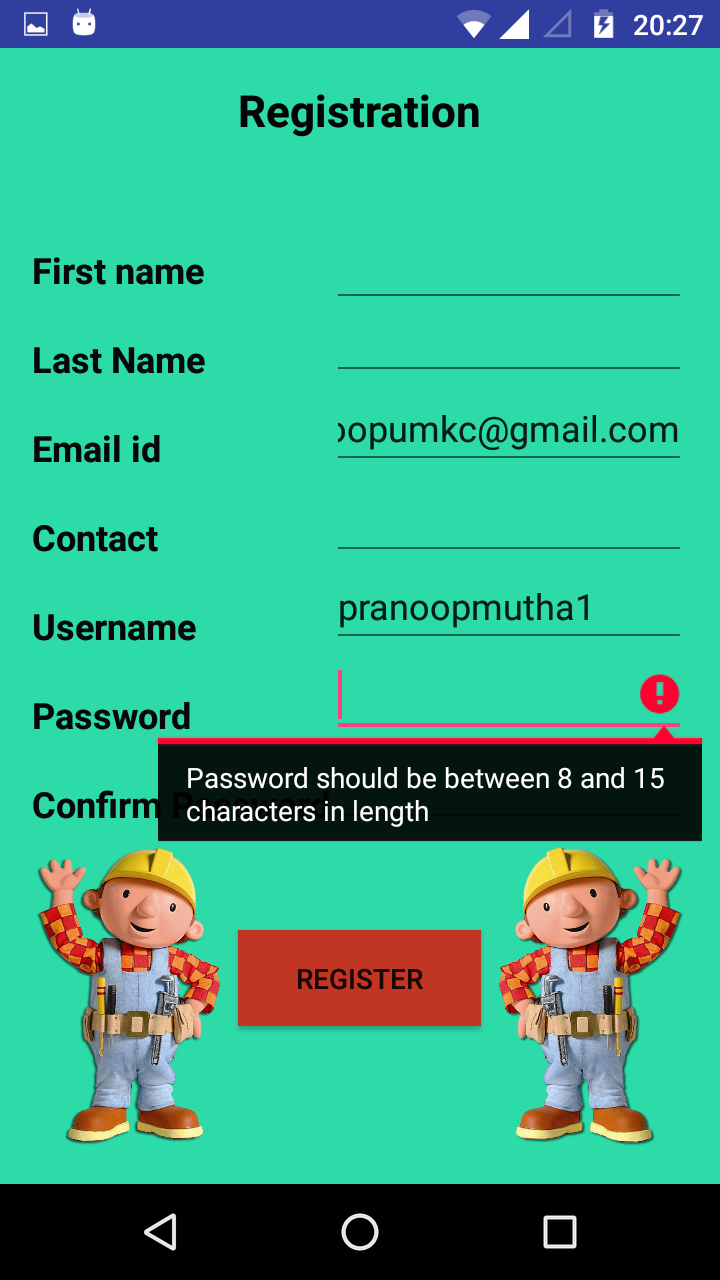 20:27
Registration
First name
Last Name
oopumkc@gmail.com
Email id
Contact
pranoopmutha1
Username
Password
Password should be between 8 and 15
characters in length
Confirm Password
REGISTER